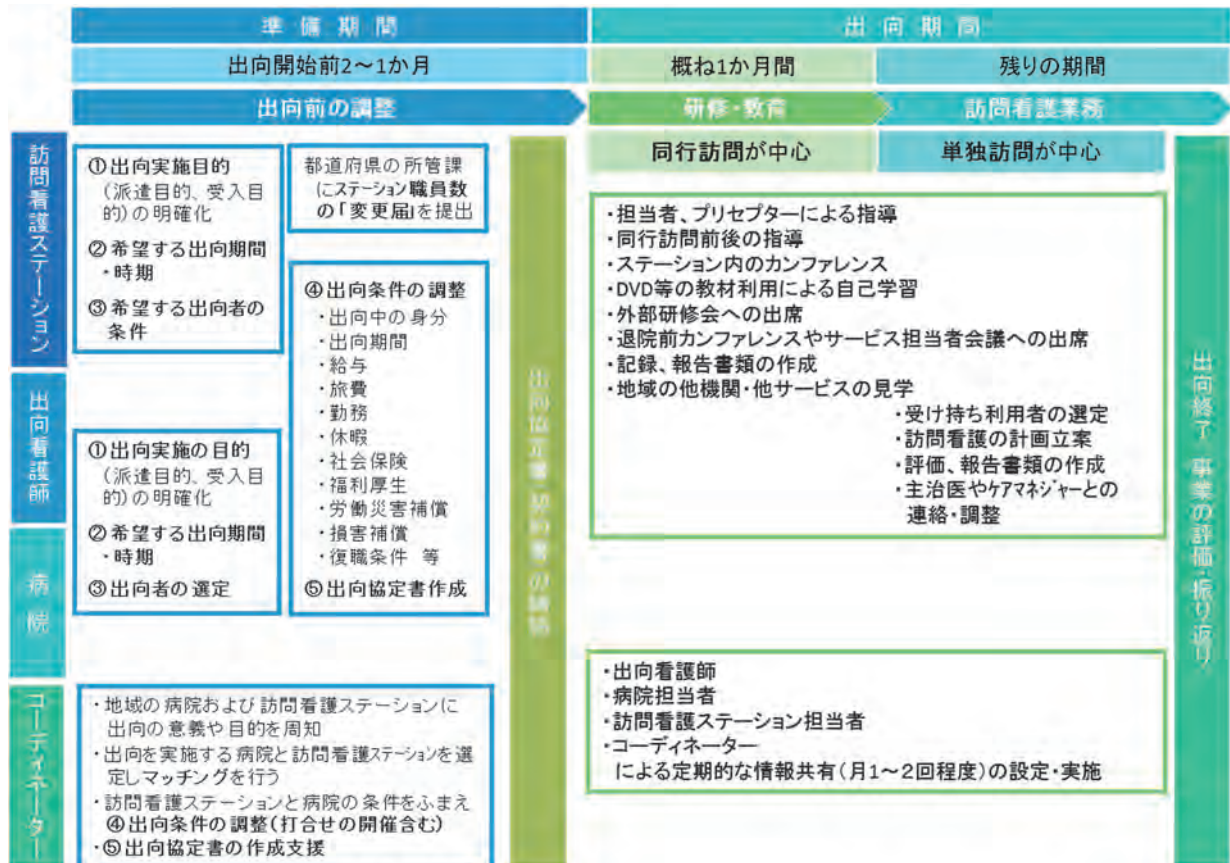 準備期間
出向期間
出向開始前2～1か月
概ね1か月間
残りの期間
出向前の調整
研修・教育
訪問看護業務
同行訪問が中心
単独訪問が中心
訪問看護ステーション
①出向実施目的
(派遣目的、受入目
的)の明確化
②希望する出向期間
・時期
③希望する出向者の
条件
都道府県の所管課
にステーション職員数
の「変更届」を提出
出向看護師
病院
①出向実施の目的
(派遣目的、受入目
的)の明確化
②希望する出向期間
・時期
③出向者の選定
④出向条件の調整
・出向中の身分
・出向期間
・給与
・旅費
・勤務
・休暇
・社会保険
・福利厚生
・労働災害補償
・損害補償
・復職条件 等
⑤出向協定書作成
コーディネーター
・地域の病院および訪問看護ステーションに
出向の意義や目的を周知
・出向を実施する病院と訪問看護ステーションを選
定しマッチングを行う
・訪問看護ステーションと病院の条件をふまえ
④出向条件の調整(打合せの開催含む)
・⑤出向協定書の作成支援
出向協定書・契約書の締結
・担当者、プリセプターによる指導
・同行訪問前後の指導
・ステーション内のカンファレンス
・DVD等の教材利用による自己学習
・外部研修会への出席
・退院前カンファレンスやサービス担当者会議への出席
・記録、報告書類の作成
・地域の他機関・他サービスの見学
・受け持ち利用者の選定
・訪問看護の計画立案
・評価、報告書類の作成
・主治医やケアマネジャーとの
連絡・調整
・出向看護師
・病院担当者
・訪問看護ステーション担当者
・コーディネーター
による定期的な情報共有(月1～2回程度)の設定・実施
出向終了 事業の評価・振り返り